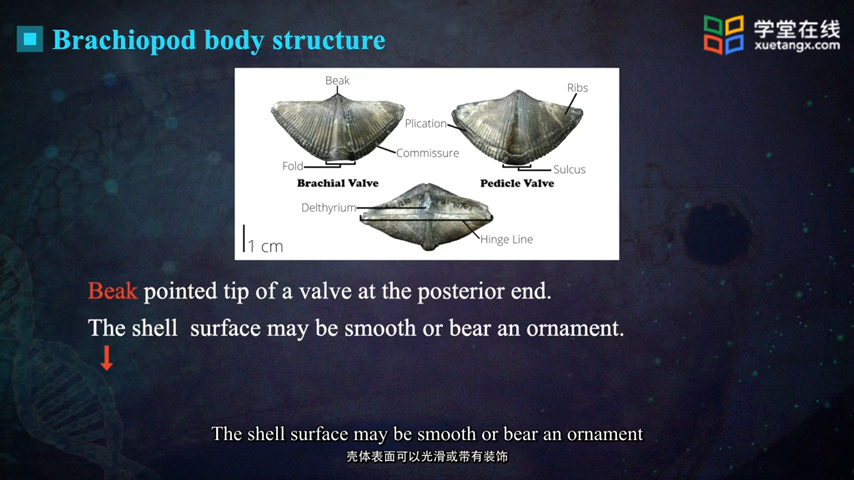 Brachiopod body structure
学堂在线
xuetangx.com
Beak
Ribs
Plication
Commissure
Fold
Sulcus
Brachial Valve
Pedicle Valve
Delthyrium
Hinge Line
1 cm
Beak pointed tip of a valve at the posterior end.
The shell surface may be smooth or bear an ornament.
The shell surface may be smooth or bear an ornament
壳体表面可以光滑或带有装饰